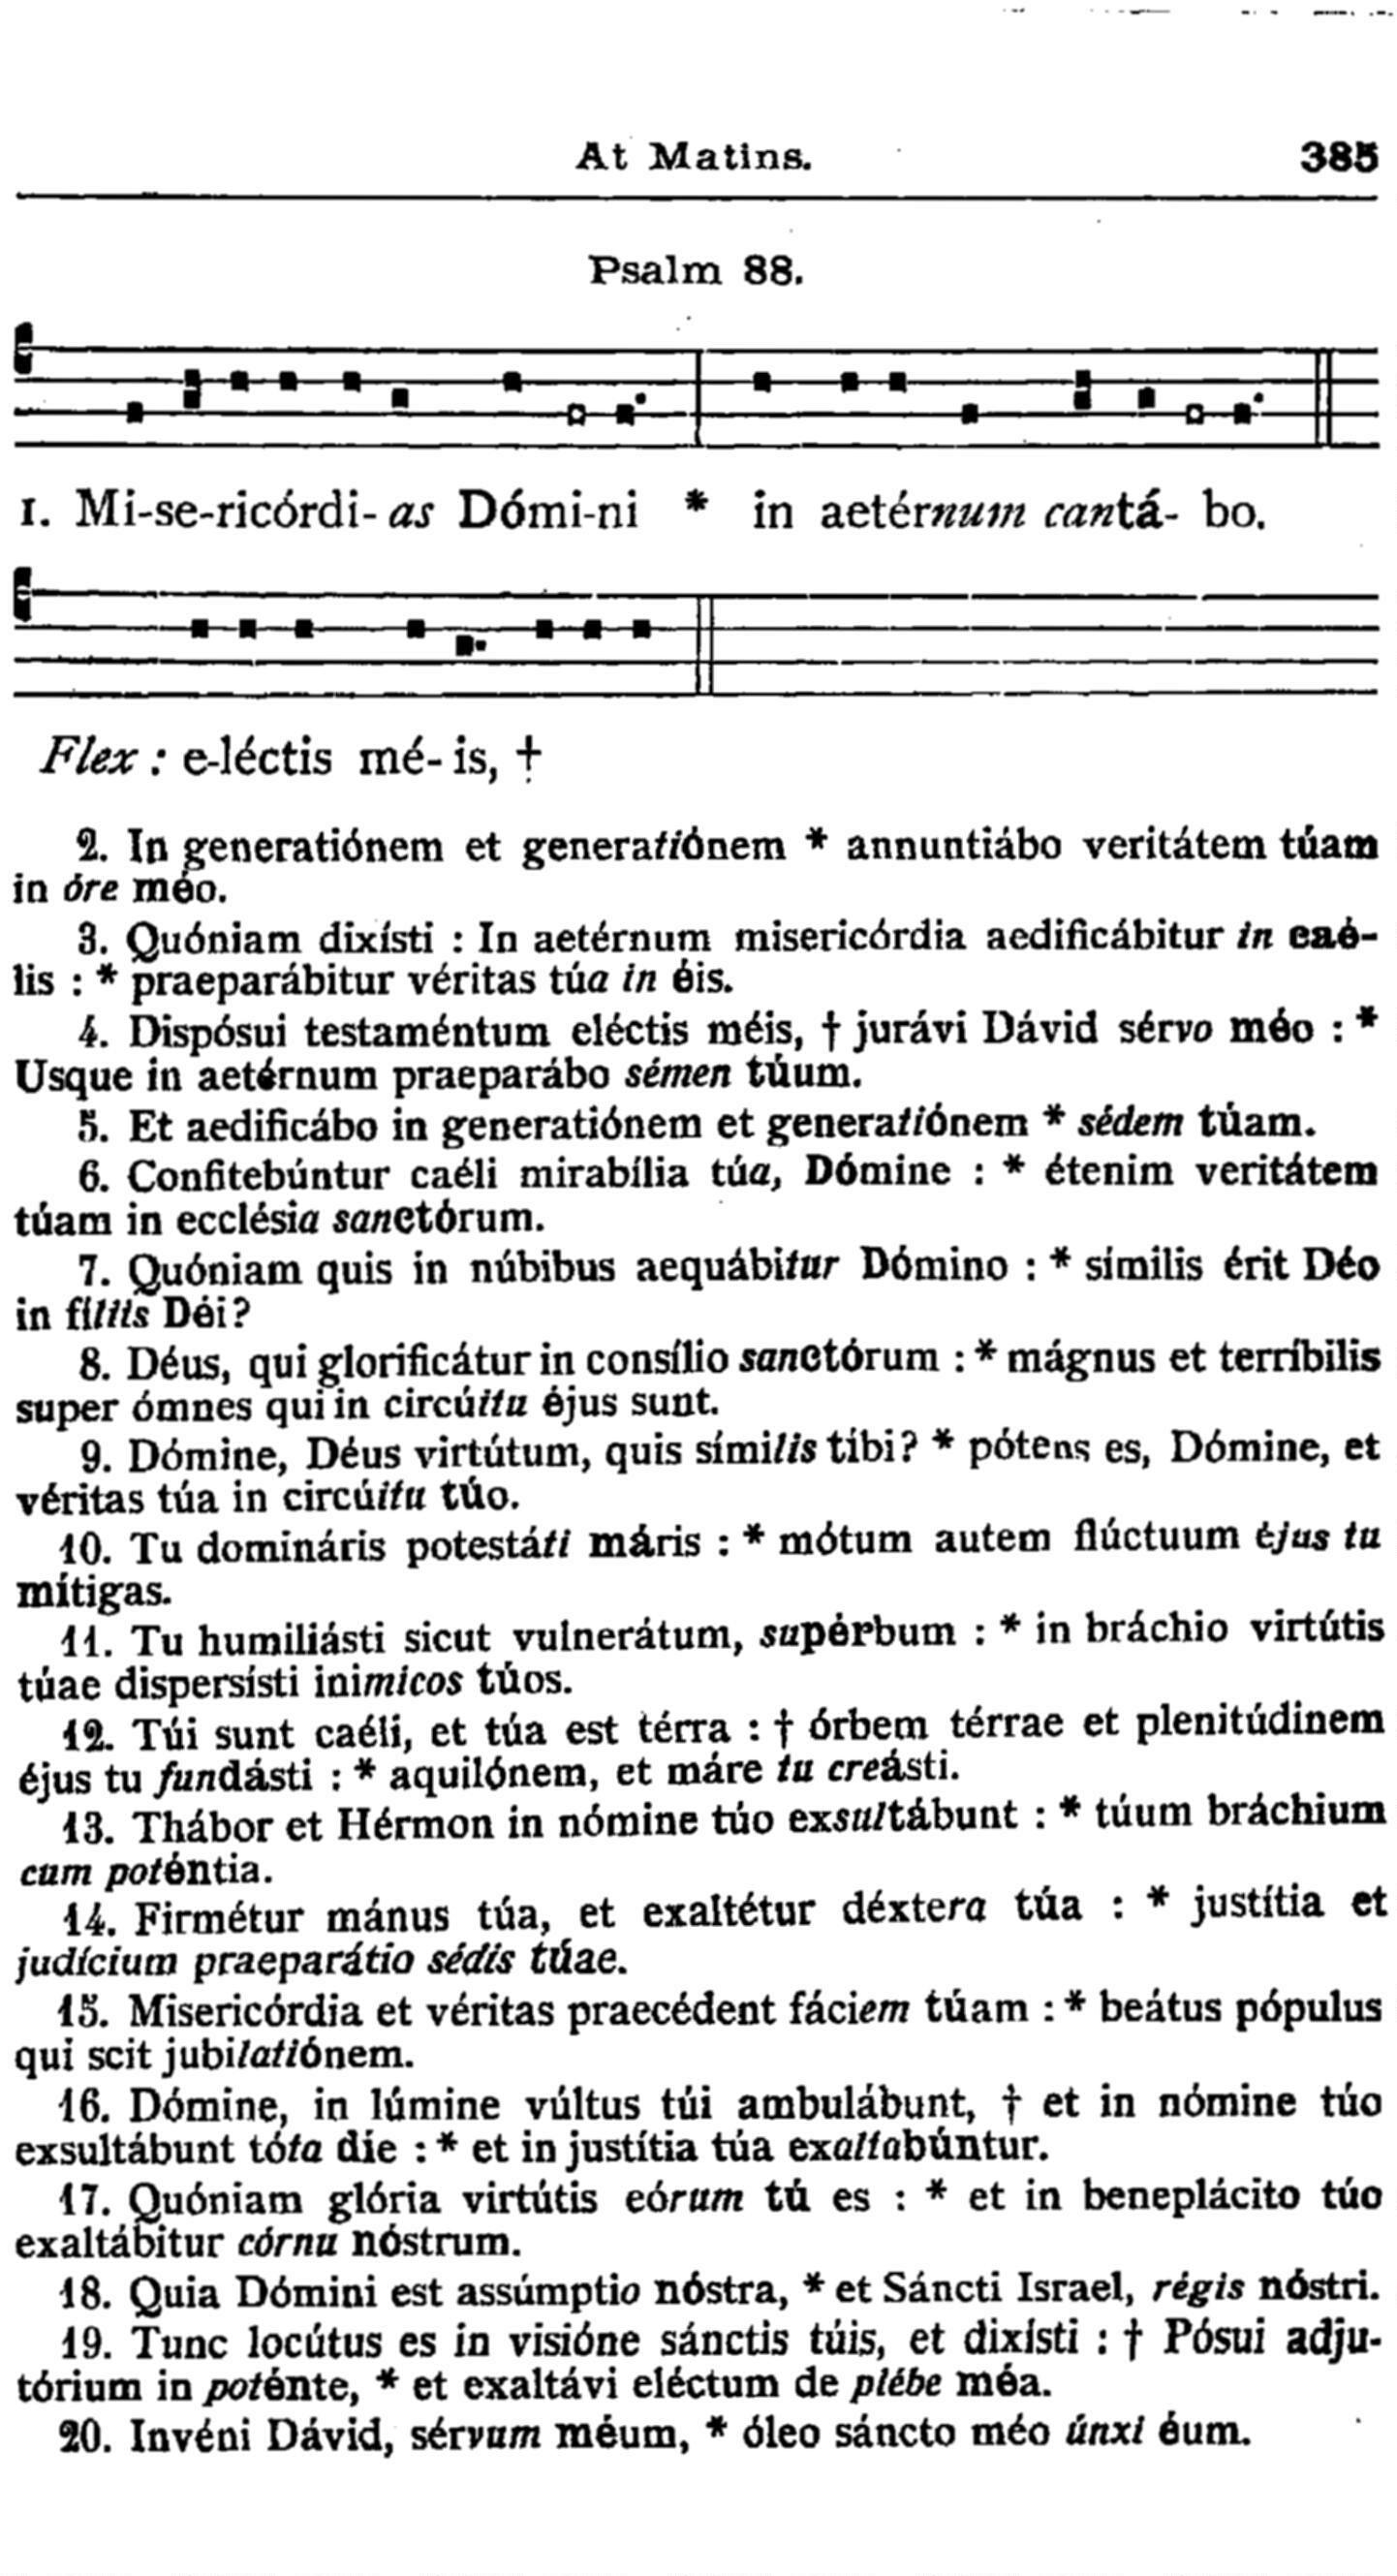 At Matins. 385
Psalm 88.
1. Mi-se-ricórdi-as Dómi-ni * in aetérnum cantá- bo.
Flex : e-léctis mé-is, †
2. In generatiónem et generatiónem * annuntiábo veritátem túam
in óre méo.
3. Quóniam dixísti : In aetérnum misericórdia aedificábitur in caé-
lis : * praeparábitur véritas túa in éis.
4. Dispósui testaméntum eléctis méis, † jurávi Dávid sérvo méo : *
Usque in aetérnum praeparábo sémen túum.
5. Et aedificábo in generatiónem et generatiónem * sédem túam.
6. Confitebúntur caéli mirabília túa, Dómine : * étenim veritátem
túam in ecclésia sanctórum.
7. Quóniam quis in núbibus aequábitur Dómino : * símilis érit Déo
in fíliis Déi?
8. Déus, qui glorificátur in consílio sanctórum : * mágnus et terríbilis
super ómnes qui in circúitu éjus sunt.
9. Dómine, Déus virtútum, quis símilis tíbi? * pótens es, Dómine, et
véritas túa in circúitu túo.
10. Tu domináris potestáti máris : * mótum autem flúctuum éjus tu
mítigas.
11. Tu humiliásti sicut vulnerátum, supérbum : * in bráchio virtútis
túae dispersísti inimicos túos.
12. Túi sunt caéli, et túa est térra : † órbem térrae et plenitúdinem
éjus tu fundásti : * aquilónem, et máre tu creásti.
13. Thábor et Hérmon in nómine túo exsultábunt : * túum bráchium
cum poténtia.
14. Firmétur mánus túa, et exaltétur déxtera túa : * justítia et
judícium praeparátio sédis túae.
15. Misericórdia et véritas praecédent fáciem túam : * beátus pópulus
qui scit jubilatiónem.
16. Dómine, in lúmine vúltus túi ambulábunt, † et in nómine túo
exsultábunt tóta díe : * et in justítia túa exaltabúntur.
17. Quóniam glória virtútis eórum tú es : * et in beneplácito túo
exaltábitur córnu nóstrum.
18. Quia Dómini est assúmptio nóstra, * et Sáncti Israel, régis nóstri.
19. Tunc locútus es in visióne sánctis túis, et dixísti : † Pósui adju-
tórium in poténte, * et exaltávi eléctum de plébe méa.
20. Invéni Dávid, sérvum méum, * óleo sáncto méo únxi éum.